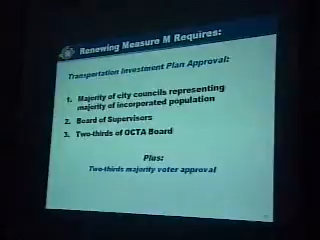 Renewing Measure M Requires:
Transportation Investment Plan Approval:
1. Majority of city councils representing
majority of incorporated population
2. Board of Supervisors
3. Two-thirds of OCTA Board
Plus:
Two-thirds majority voter approval